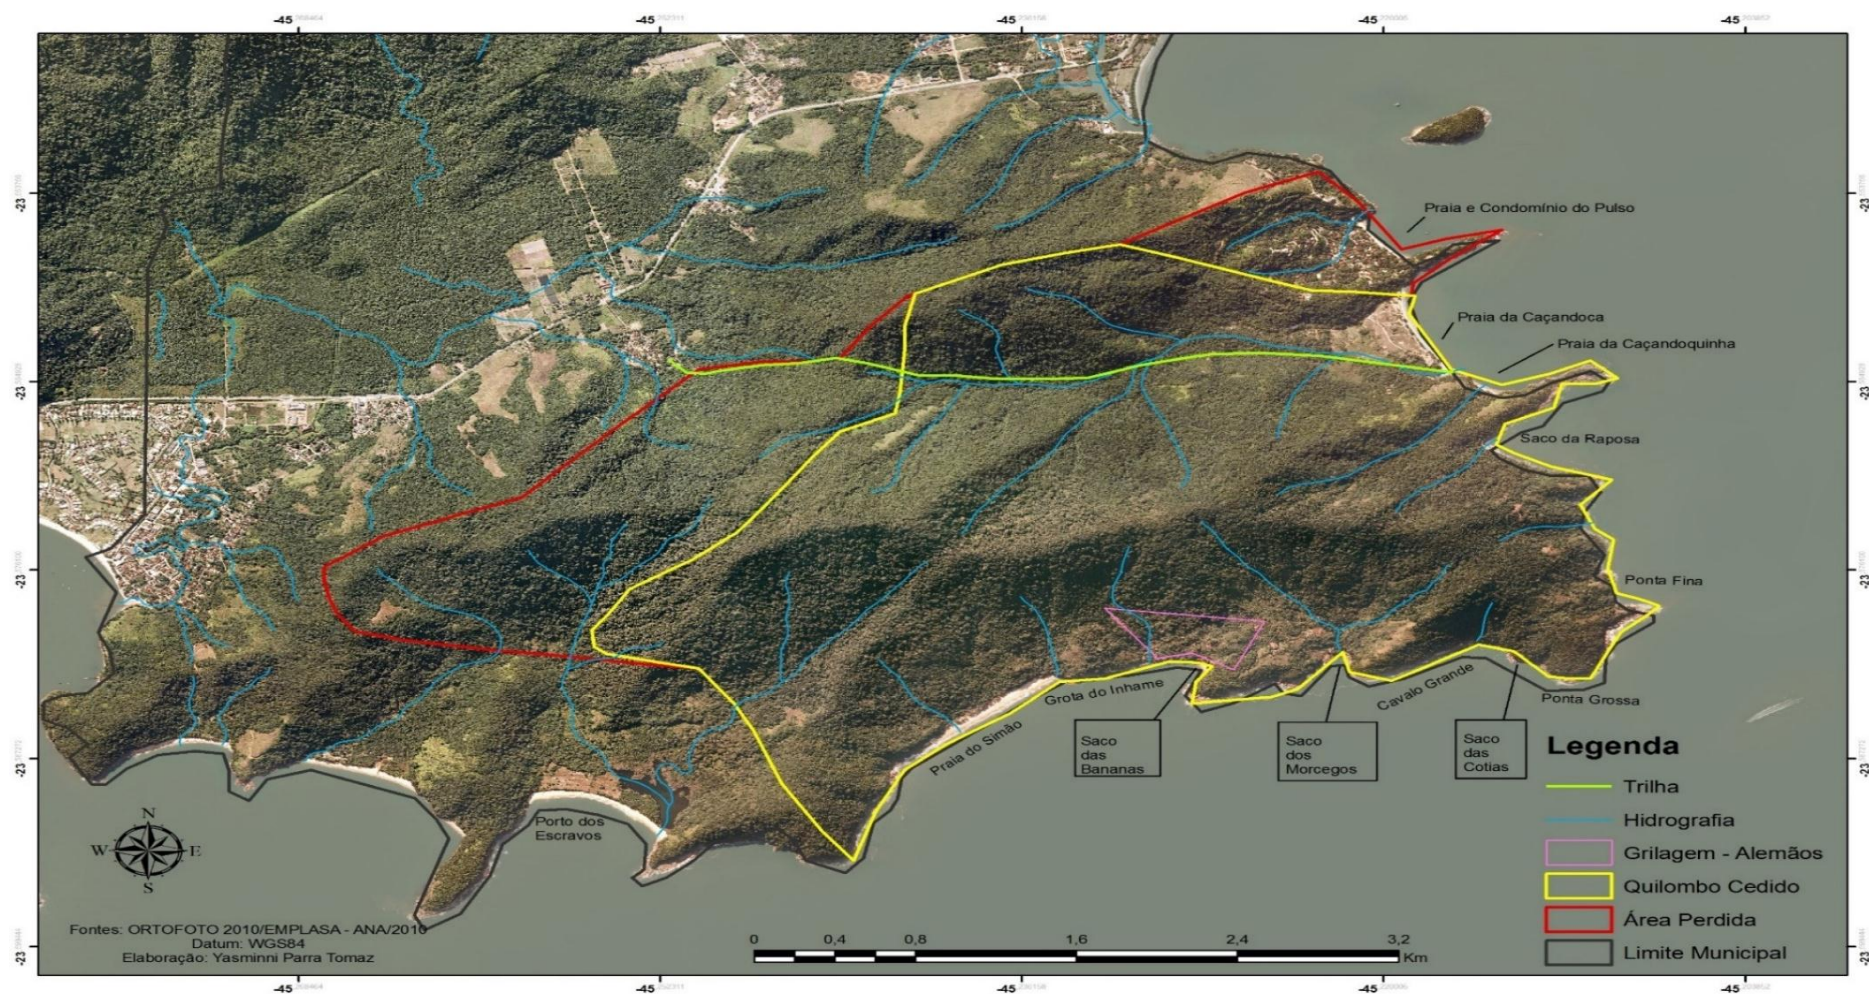 -45
-45
-45
-45
-45
Praia e Condomínio do Pulso
Praia da Caçandoca
Praia da Caçandoquinha
Saco da Raposa
Ponta Fina
Ponta Grossa
Cavalo Grande
Grota do Inhame
Praia do Simão
Saco
das
Bananas
Saco
dos
Morcegos
Saco
das
Cotias
Porto dos
Escravos
N
W
E
S
Legenda
Trilha
Hidrografia
Grilagem - Alemãos
Quilombo Cedido
Área Perdida
Limite Municipal
Fontes: ORTOFOTO 2010/EMPLASA - ANA/2010
Datum: WGS84
Elaboração: Yasminni Parra Tomaz
0 0,4 0,8 1,6 2,4 3,2
Km
-23
-23
-23
-23
-23
-23
-23
-23
-23
-23
-45
-45
-45
-45
-45